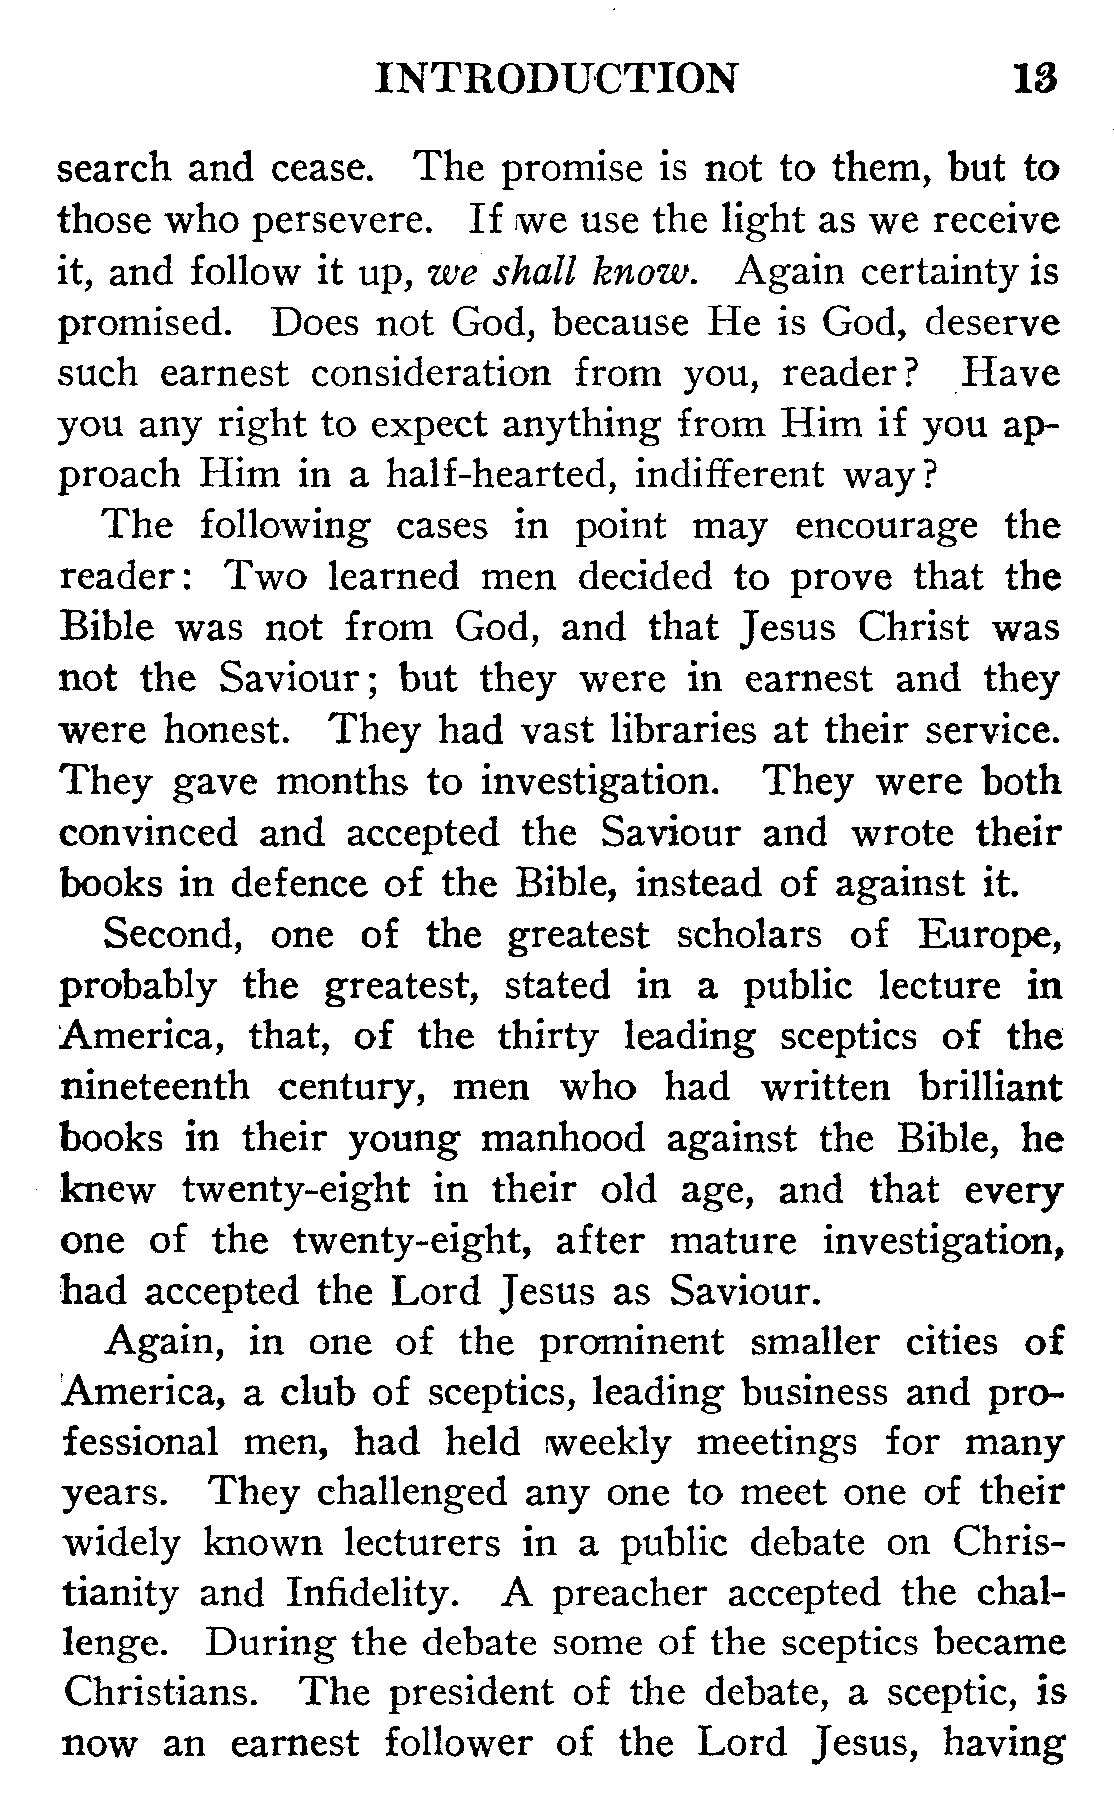 INTRODUCTION 13
search and cease. The promise is not to them, but to
those who persevere. If we use the light as we receive
it, and follow it up, we shall know. Again certainty is
promised. Does not God, because He is God, deserve
such earnest consideration from you, reader? Have
you any right to expect anything from Him if you ap-
proach Him in a half-hearted, indifferent way?
The following cases in point may encourage the
reader: Two learned men decided to prove that the
Bible was not from God, and that Jesus Christ was
not the Saviour; but they were in earnest and they
were honest. They had vast libraries at their service.
They gave months to investigation. They were both
convinced and accepted the Saviour and wrote their
books in defence of the Bible, instead of against it.
Second, one of the greatest scholars of Europe,
probably the greatest, stated in a public lecture in
America, that, of the thirty leading sceptics of the
nineteenth century, men who had written brilliant
books in their young manhood against the Bible, he
knew twenty-eight in their old age, and that every
one of the twenty-eight, after mature investigation,
had accepted the Lord Jesus as Saviour.
Again, in one of the prominent smaller cities of
America, a club of sceptics, leading business and pro-
fessional men, had held weekly meetings for many
years. They challenged any one to meet one of their
widely known lecturers in a public debate on Chris-
tianity and Infidelity. A preacher accepted the chal-
lenge. During the debate some of the sceptics became
Christians. The president of the debate, a sceptic, is
now an earnest follower of the Lord Jesus, having